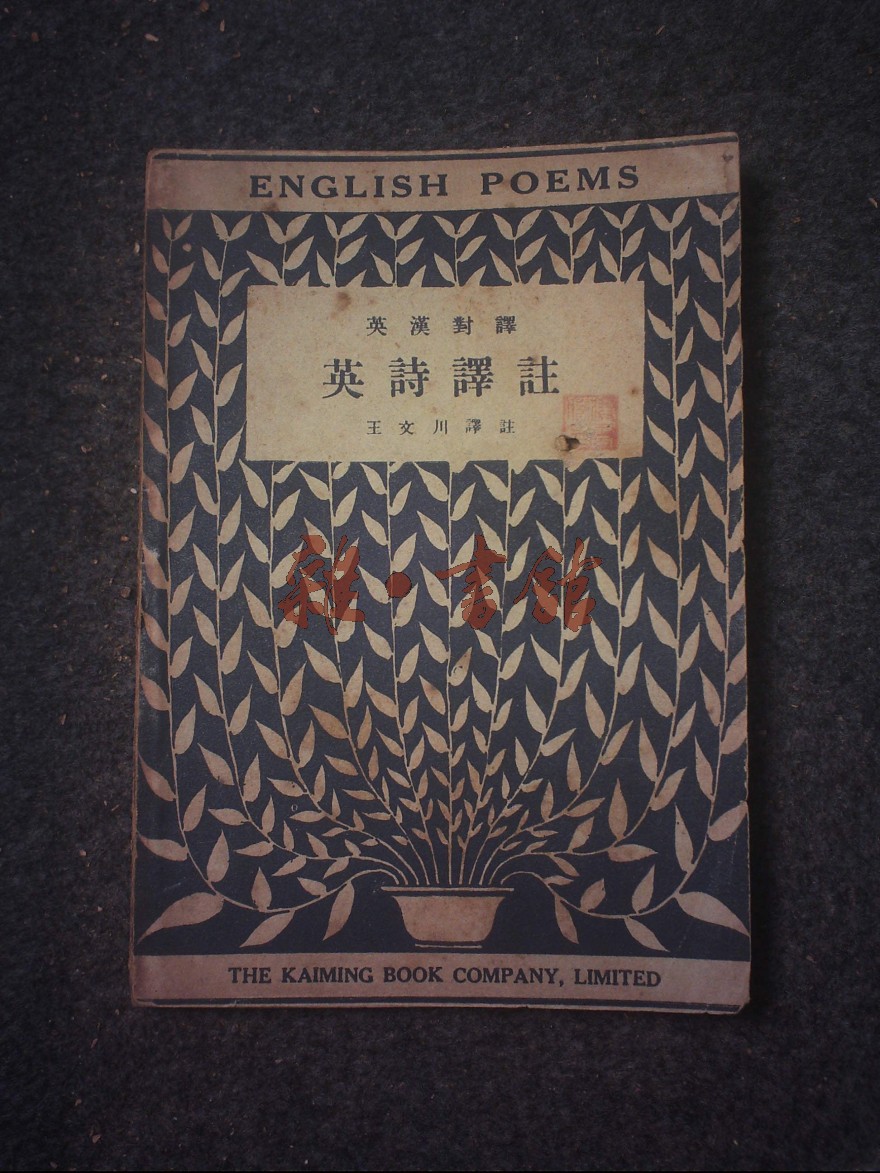 ENGLISH POEMS
英漢對譯
英詩譯註
王文川譯註
雜·書館
THE KAIMING BOOK COMPANY, LIMITED